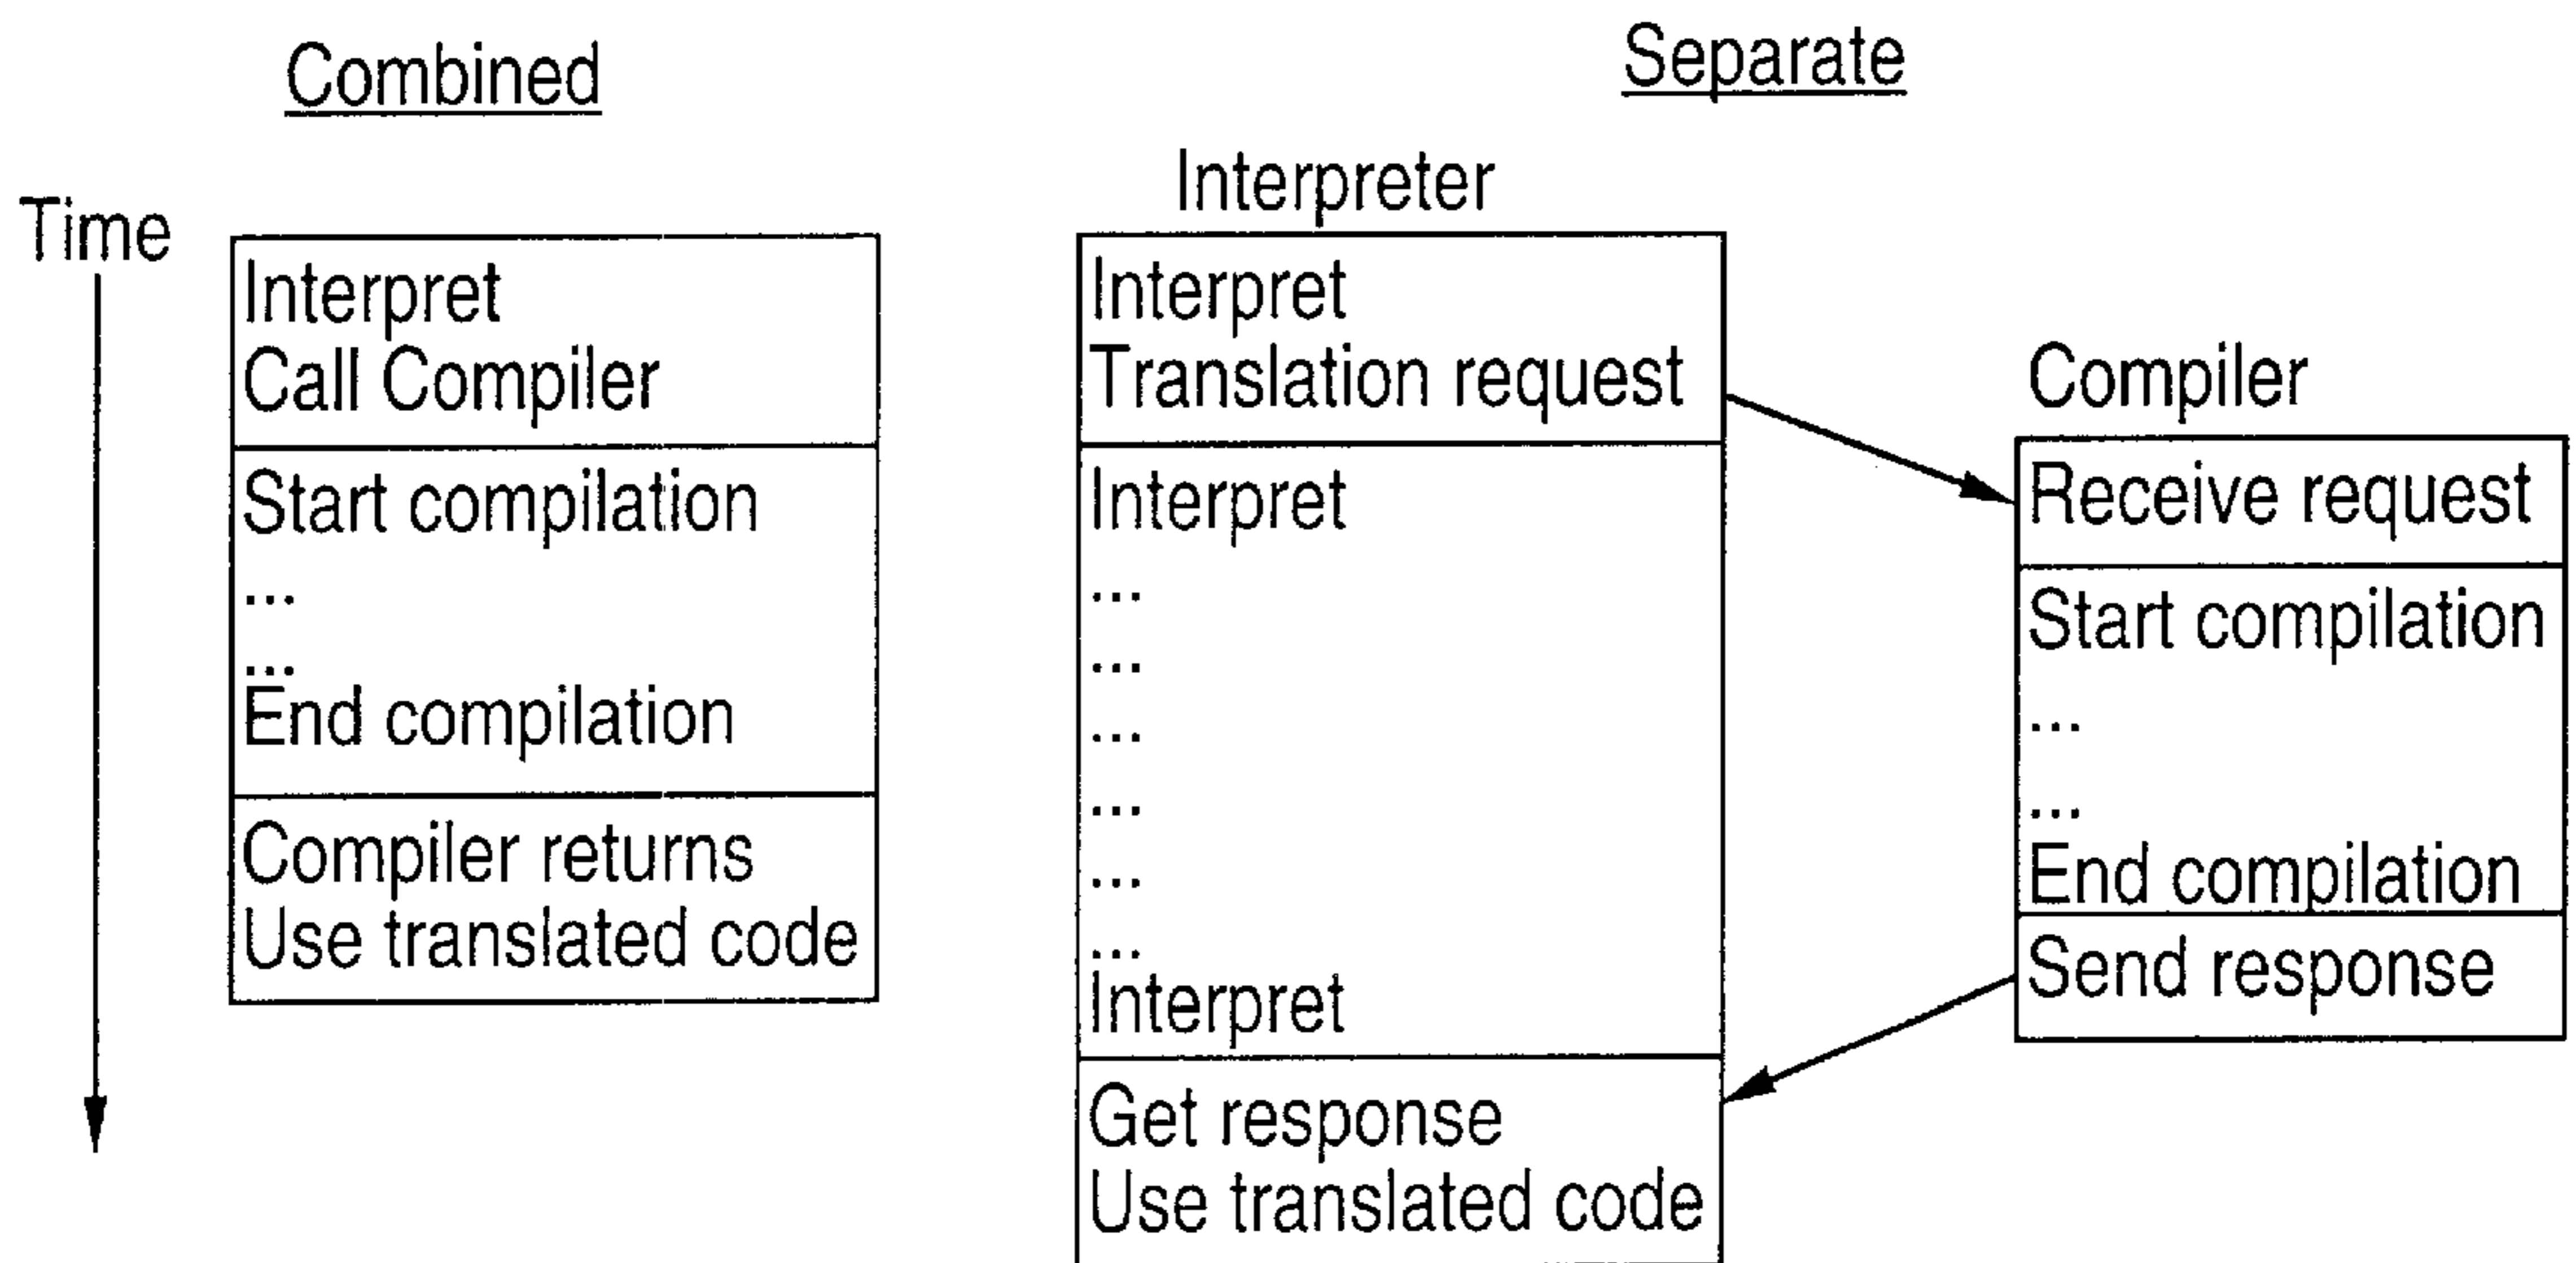 Combined
Separate
Time
Interpret
Call Compiler
Start compilation
...
...
End compilation
Compiler returns
Use translated code
Interpreter
Interpret
Translation request
Interpret
...
...
...
...
...
...
Interpret
Get response
Use translated code
Compiler
Receive request
Start compilation
...
...
End compilation
Send response